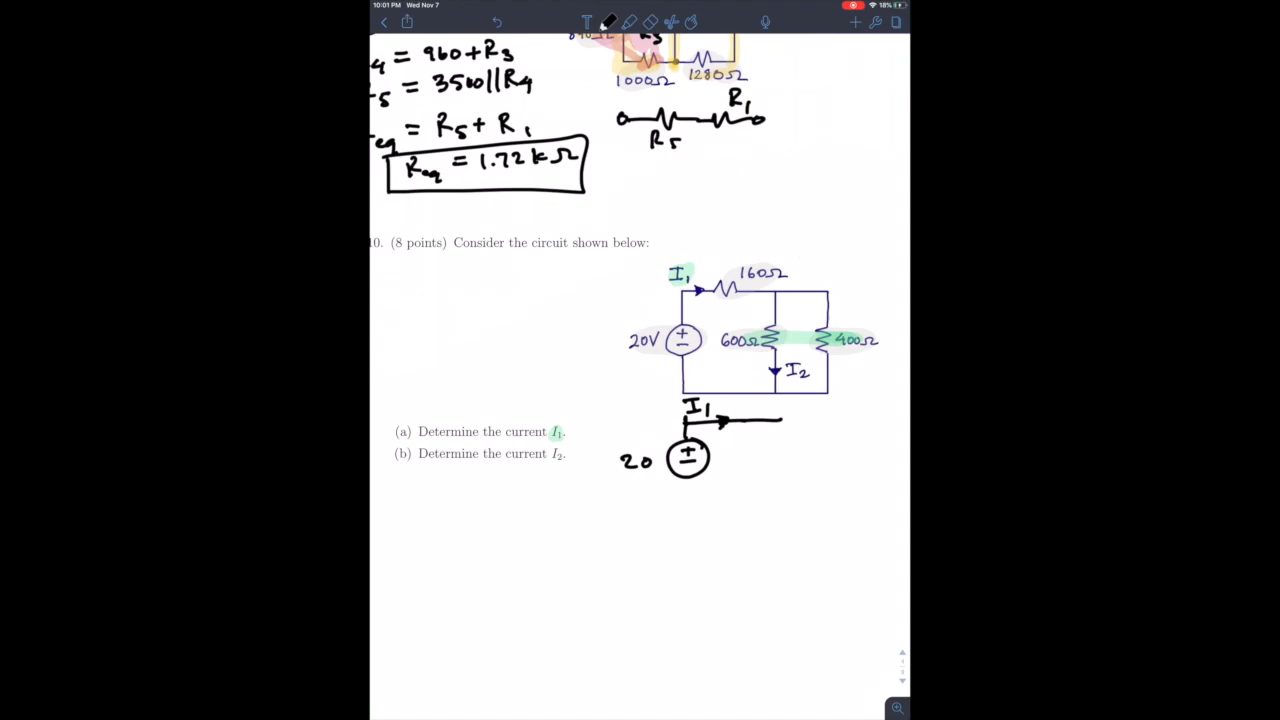 10:01 PM Wed Nov 7
18%
T
4 = 960+R3
R3
5 = 3500||R4
1000Ω 1280Ω
eq = R5 + R1
R1
R5
Req = 1.72 kΩ
10. (8 points) Consider the circuit shown below:
I1 160Ω
20V 600Ω 400Ω
I2
I1
(a) Determine the current I1.
(b) Determine the current I2.
20